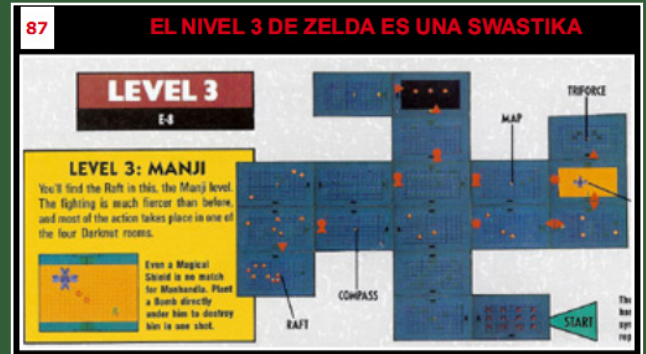 87
EL NIVEL 3 DE ZELDA ES UNA SWASTIKA
LEVEL 3
E-8
TRIFORCE
MAP
LEVEL 3: MANJI
You'll find the Raft in this, the Manji level.
The fighting is much fiercer than before,
and most of the action takes place in one of
the four Darknut rooms.
Even a Magical
Shield is no match
for Manhandla. Plant
a Bomb directly
under him to destroy
him in one shot.
COMPASS
RAFT
START